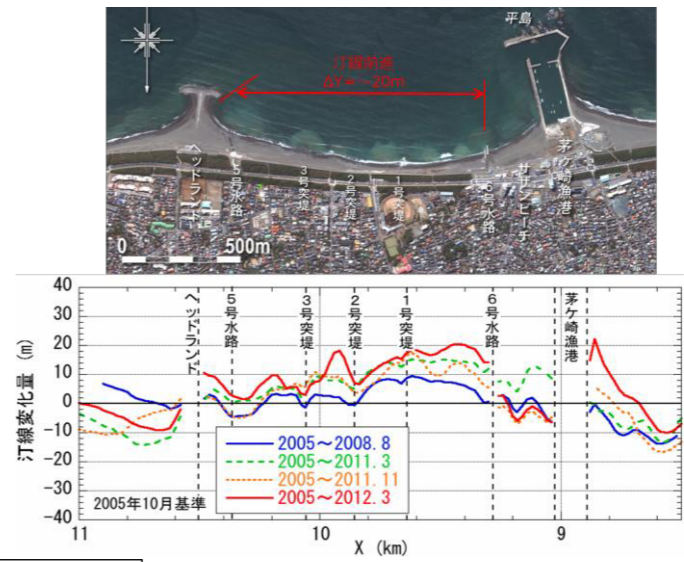 平島
汀線前進
ΔY=～20m
ヘッドランド
5号水路
3号突堤
2号突堤
1号突堤
6号水路
サザンビーチ
茅ケ崎漁港
0 500m
40
30
20
10
0
-10
-20
-30
-40
汀線変化量 (m)
ヘッドランド
5号水路
3号突堤
2号突堤
1号突堤
6号水路
茅ケ崎漁港
2005～2008.8
2005～2011.3
2005～2011.11
2005～2012.3
2005年10月基準
11 10 9
X (km)